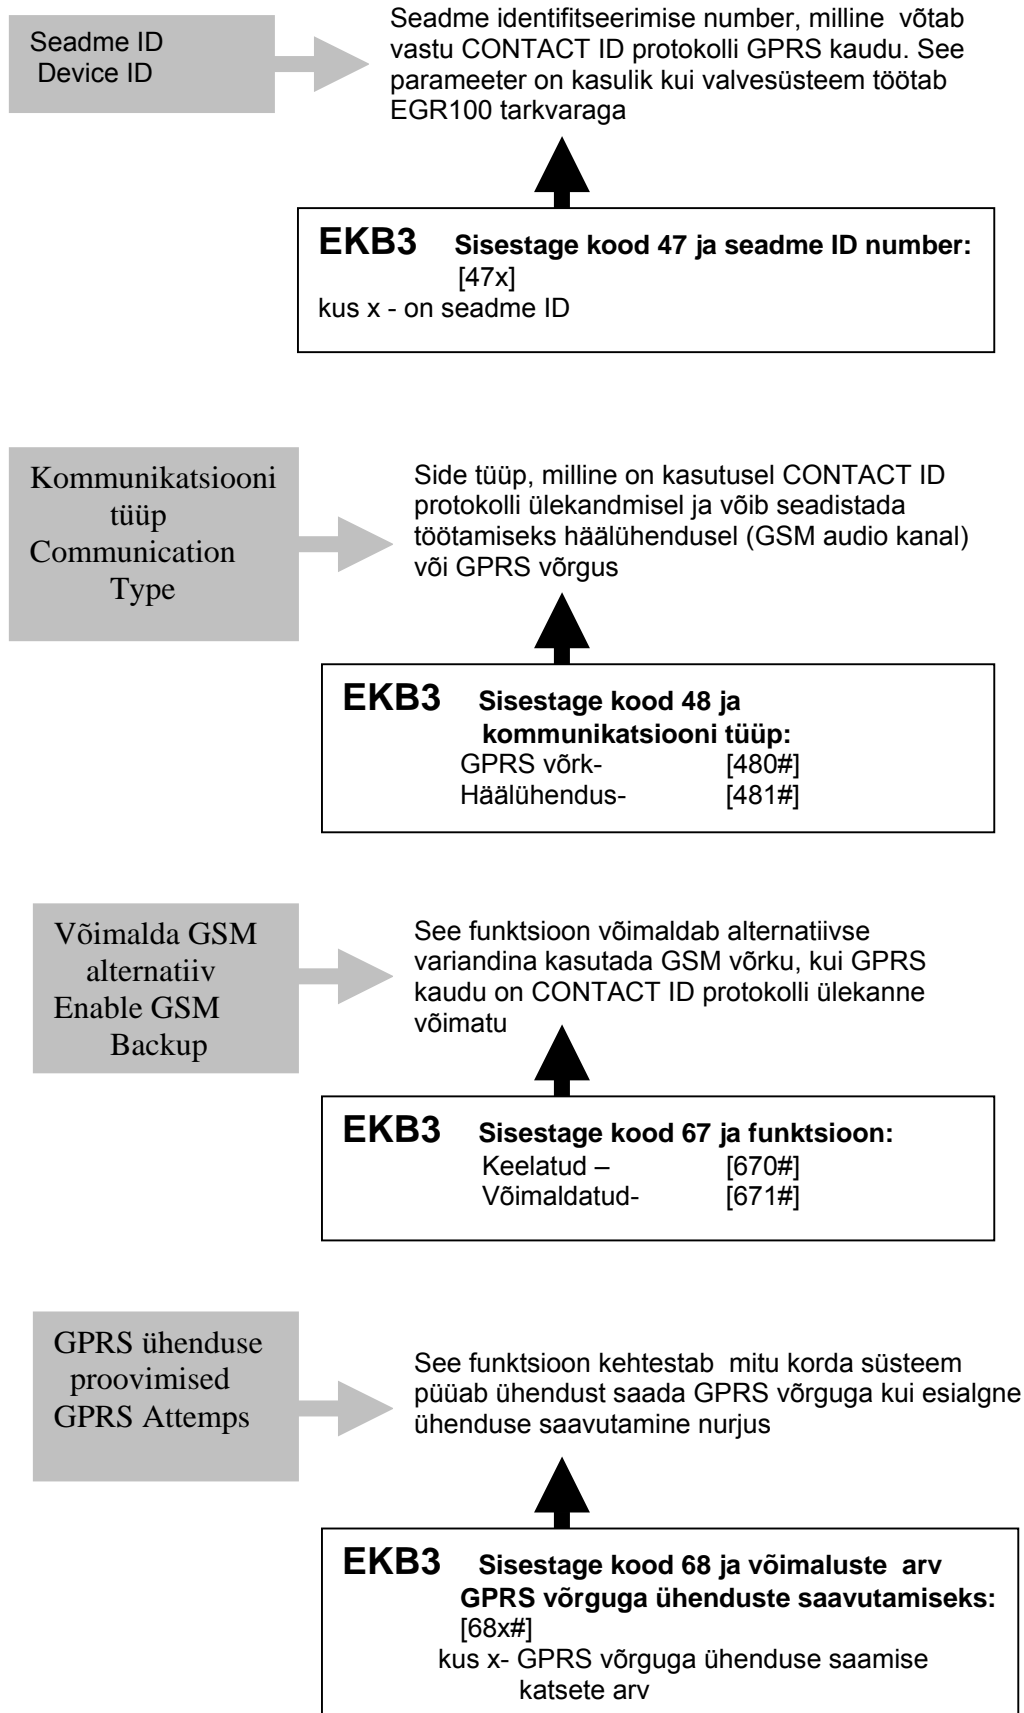 Seadme ID
Device ID
Seadme identifitseerimise number, milline võtab
vastu CONTACT ID protokolli GPRS kaudu. See
parameeter on kasulik kui valvesüsteem töötab
EGR100 tarkvaraga
EKB3 Sisestage kood 47 ja seadme ID number:
[47x]
kus x - on seadme ID
Kommunikatsiooni
tüüp
Communication
Type
Side tüüp, milline on kasutusel CONTACT ID
protokolli ülekandmisel ja võib seadistada
töötamiseks häälühendusel (GSM audio kanal)
või GPRS võrgus
EKB3 Sisestage kood 48 ja
kommunikatsiooni tüüp:
GPRS võrk- [480#]
Häälühendus- [481#]
Võimalda GSM
alternatiiv
Enable GSM
Backup
See funktsioon võimaldab alternatiivse
variandina kasutada GSM võrku, kui GPRS
kaudu on CONTACT ID protokolli ülekanne
võimatu
EKB3 Sisestage kood 67 ja funktsioon:
Keelatud – [670#]
Võimaldatud- [671#]
GPRS ühenduse
proovimised
GPRS Attemps
See funktsioon kehtestab mitu korda süsteem
püüab ühendust saada GPRS võrguga kui esialgne
ühenduse saavutamine nurjus
EKB3 Sisestage kood 68 ja võimaluste arv
GPRS võrguga ühenduste saavutamiseks:
[68x#]
kus x- GPRS võrguga ühenduse saamise
katsete arv